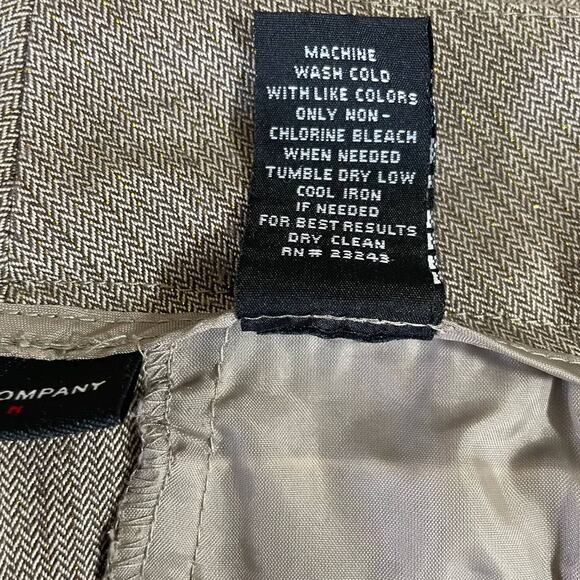 MACHINE
WASH COLD
WITH LIKE COLORS
ONLY NON-
CHLORINE BLEACH
WHEN NEEDED
TUMBLE DRY LOW
COOL IRON
IF NEEDED
FOR BEST RESULTS
DRY CLEAN
RN# 23243
OMPANY